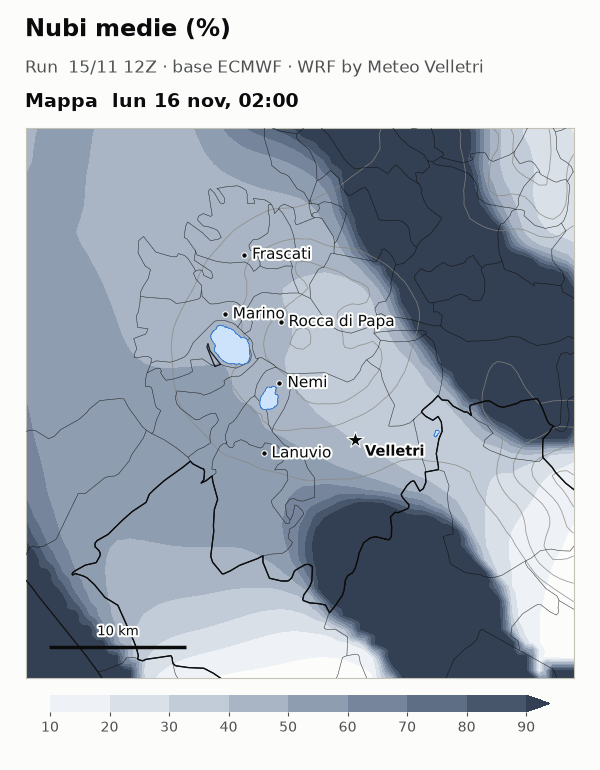 Nubi medie (%)
Run  15/11 12Z · base ECMWF · WRF by Meteo Velletri
Mappa  lun 16 nov, 02:00
Frascati
Marino
Rocca di Papa
Nemi
Velletri
Lanuvio
10 km
10 20 30 40 50 60 70 80 90